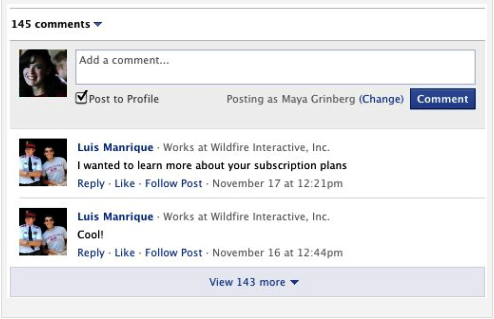 145 comments
Add a comment...
Post to Profile
Posting as Maya Grinberg (Change)
Comment
Luis Manrique · Works at Wildfire Interactive, Inc.
I wanted to learn more about your subscription plans
Reply · Like · Follow Post · November 17 at 12:21pm
Luis Manrique · Works at Wildfire Interactive, Inc.
Cool!
Reply · Like · Follow Post · November 16 at 12:44pm
View 143 more